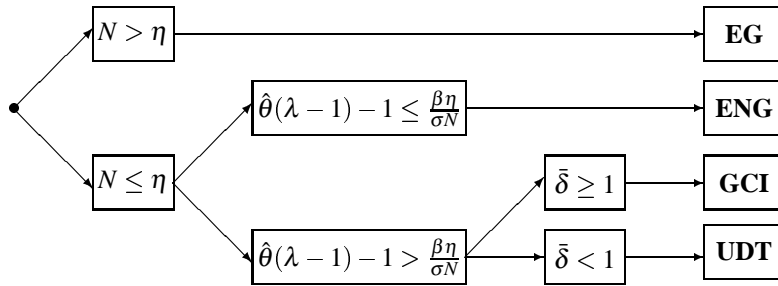 N > η
EG
θ̂(λ − 1) − 1 ≤ βη/σN
ENG
N ≤ η
δ̄ ≥ 1
GCI
θ̂(λ − 1) − 1 > βη/σN
δ̄ < 1
UDT